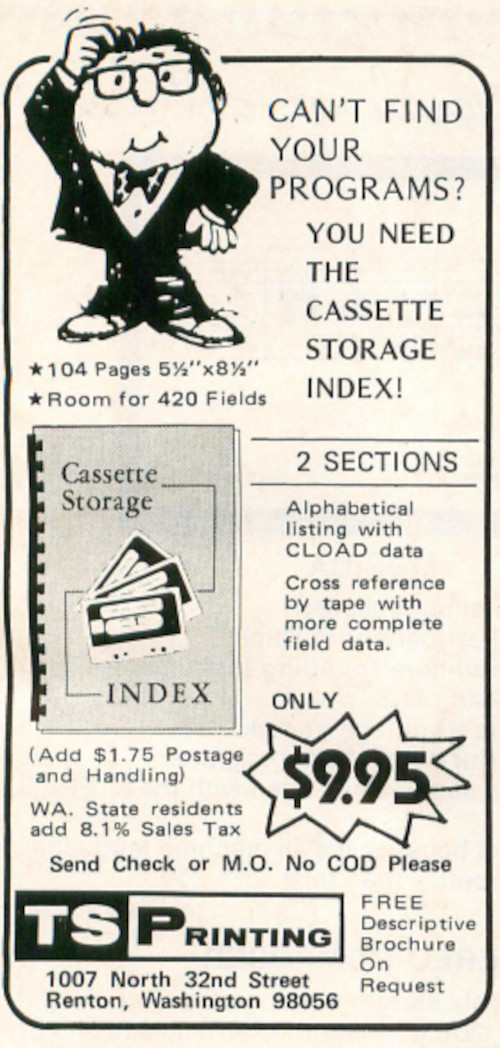 CAN'T FIND
YOUR
PROGRAMS?
YOU NEED
THE
CASSETTE
STORAGE
INDEX!
★104 Pages 5½"x8½"
★Room for 420 Fields
Cassette
Storage
INDEX
2 SECTIONS
Alphabetical
listing with
CLOAD data
Cross reference
by tape with
more complete
field data.
ONLY
$9.95
(Add $1.75 Postage
and Handling)
WA. State residents
add 8.1% Sales Tax
Send Check or M.O. No COD Please
TS PRINTING
1007 North 32nd Street
Renton, Washington 98056
FREE
Descriptive
Brochure
On
Request